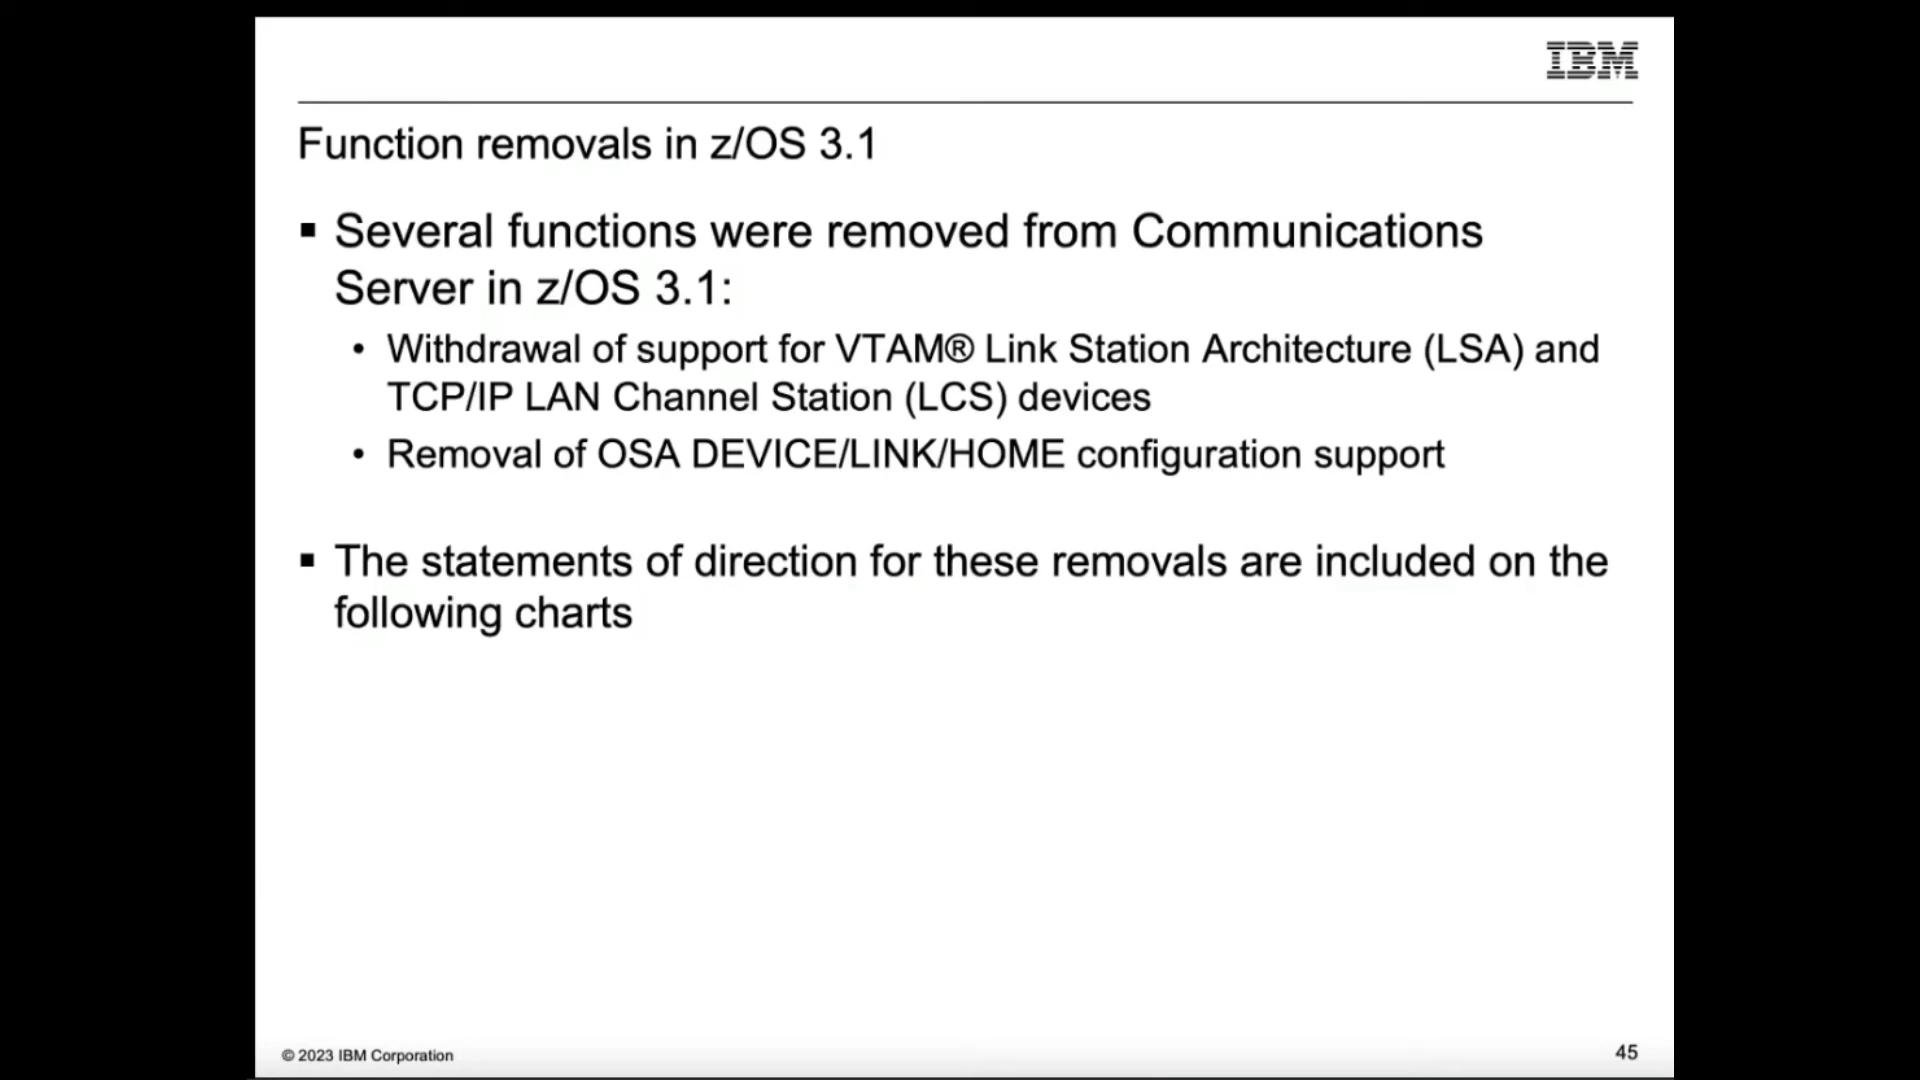 IBM
Function removals in z/OS 3.1
▪ Several functions were removed from Communications
Server in z/OS 3.1:
• Withdrawal of support for VTAM® Link Station Architecture (LSA) and
TCP/IP LAN Channel Station (LCS) devices
• Removal of OSA DEVICE/LINK/HOME configuration support
▪ The statements of direction for these removals are included on the
following charts
© 2023 IBM Corporation
45